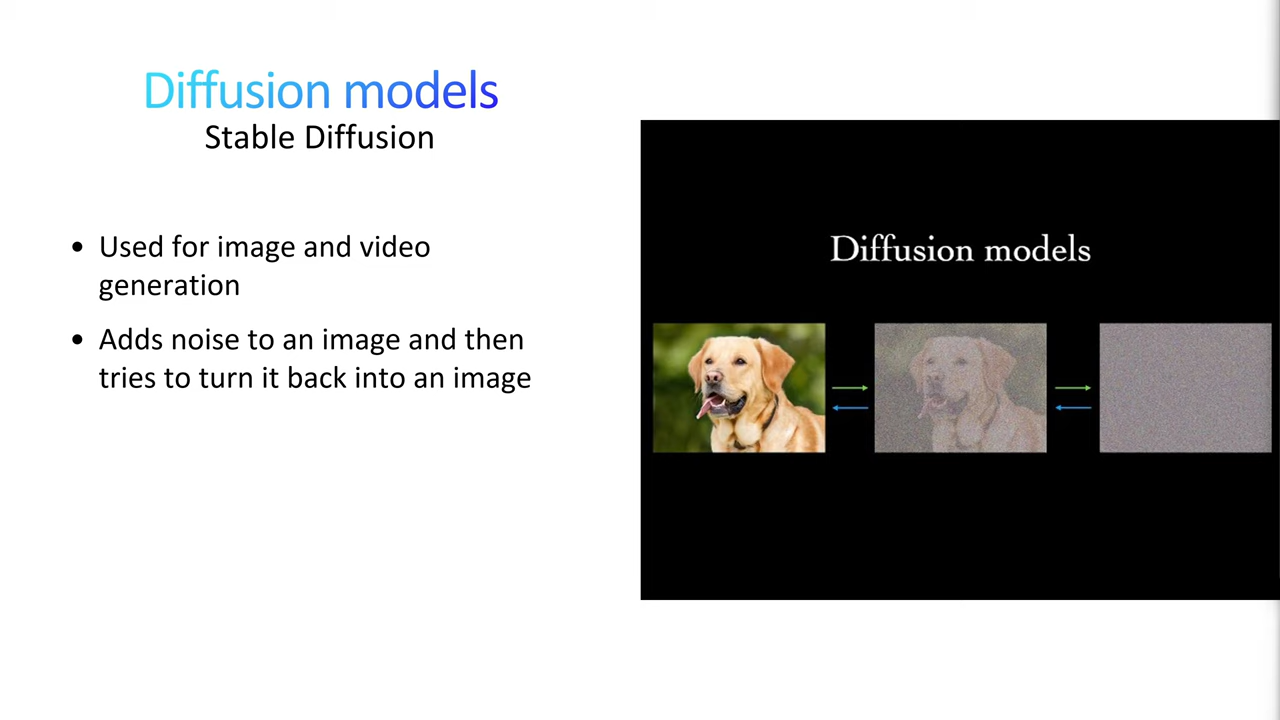 Diffusion models
Stable Diffusion
• Used for image and video
generation
• Adds noise to an image and then
tries to turn it back into an image
Diffusion models